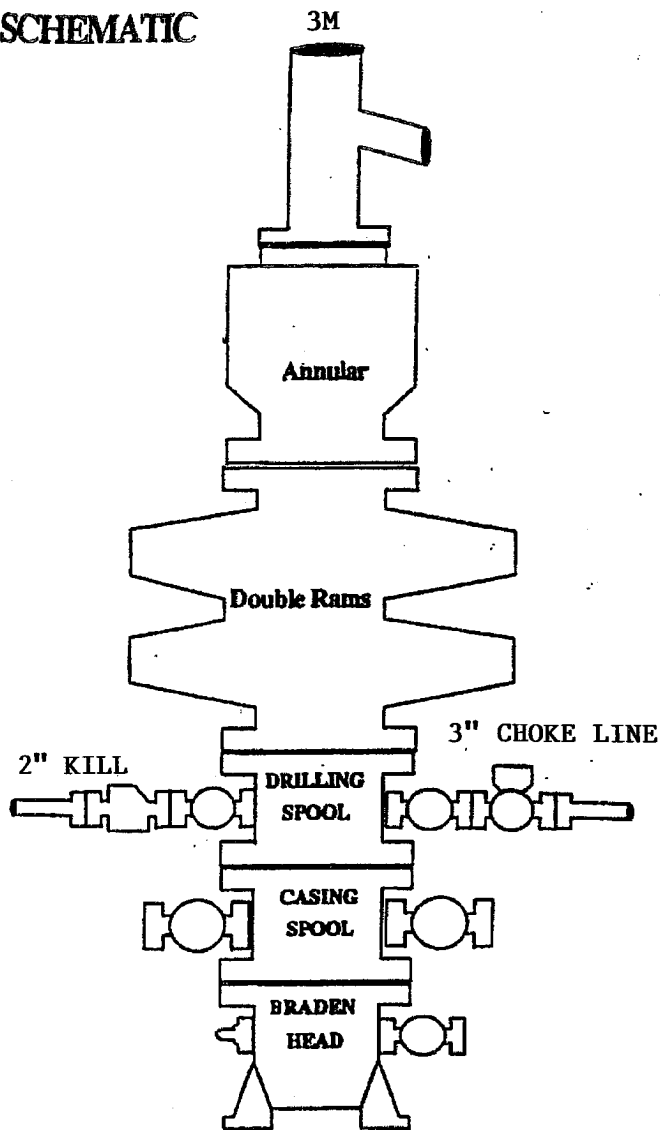 SCHEMATIC
3M
Annular
Double Rams
3" CHOKE LINE
2" KILL
DRILLING
SPOOL
CASING
SPOOL
BRADEN
HEAD